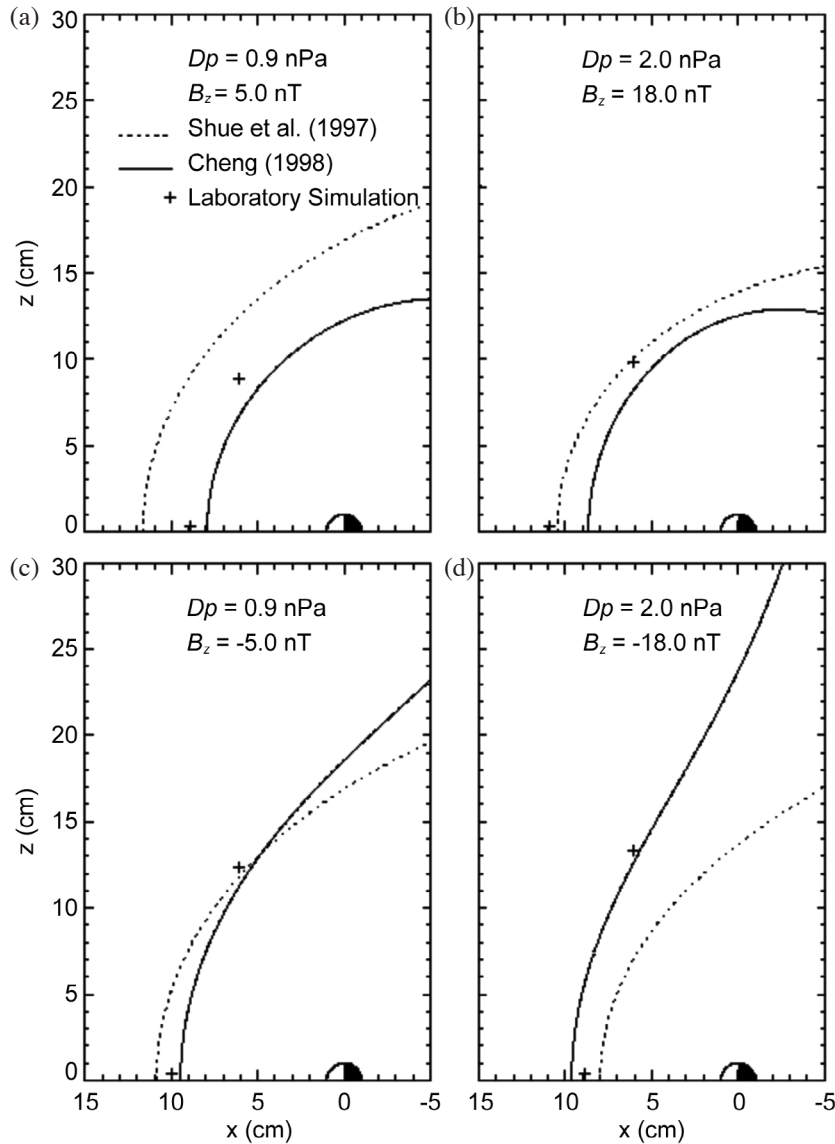 (a)
30
25
20
15
10
5
0
z (cm)
Dp = 0.9 nPa
Bz = 5.0 nT
Shue et al. (1997)
Cheng (1998)
Laboratory Simulation
(b)
Dp = 2.0 nPa
Bz = 18.0 nT
(c)
30
25
20
15
10
5
0
z (cm)
Dp = 0.9 nPa
Bz = -5.0 nT
15 10 5 0 -5
x (cm)
(d)
Dp = 2.0 nPa
Bz = -18.0 nT
15 10 5 0 -5
x (cm)